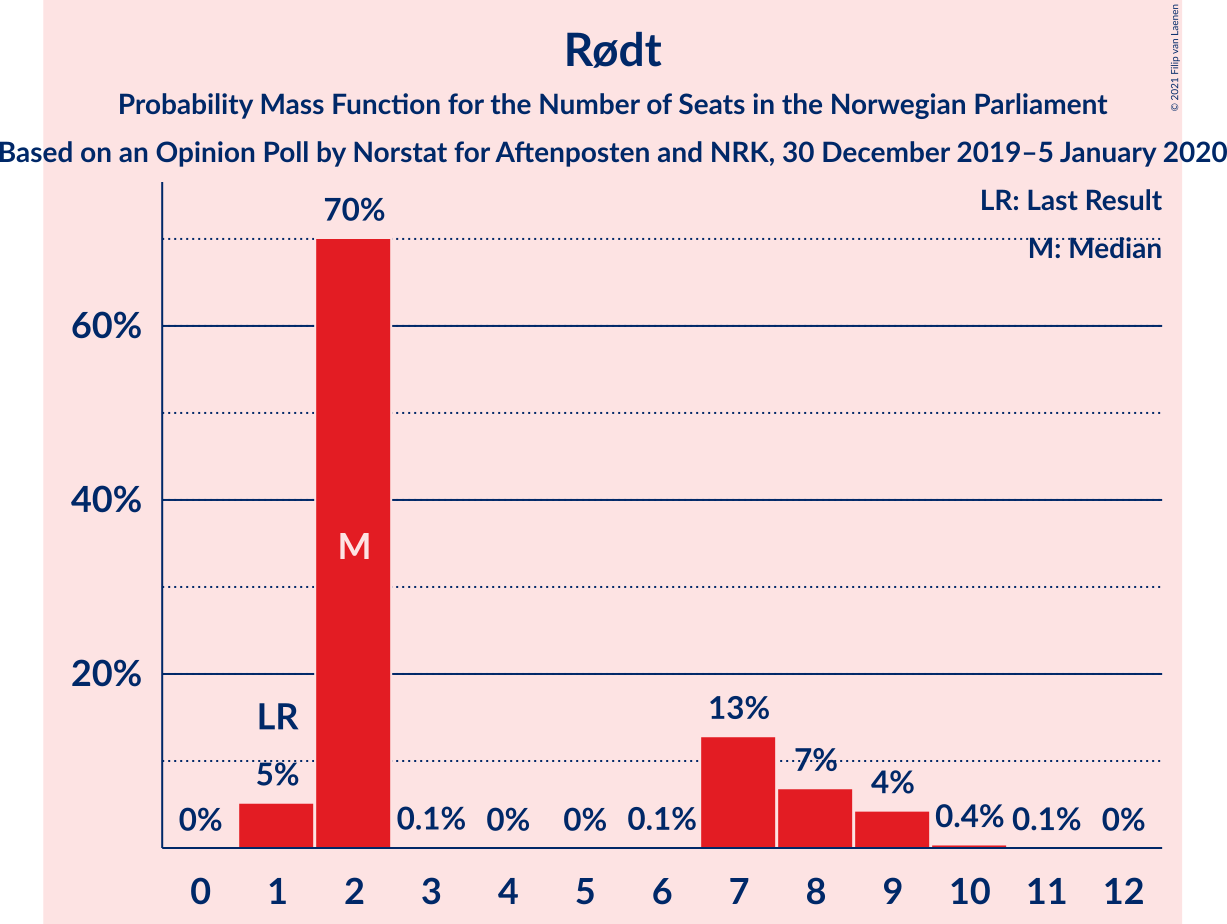 Rødt
Probability Mass Function for the Number of Seats in the Norwegian Parliament
Based on an Opinion Poll by Norstat for Aftenposten and NRK, 30 December 2019–5 January 2020
© 2021 Filip van Laenen
LR: Last Result
M: Median
70%
60%
40%
M
20%
LR
13%
5%
7%
4%
0%
0.1%
0%
0%
0.1%
0.4%
0.1%
0%
0 1 2 3 4 5 6 7 8 9 10 11 12